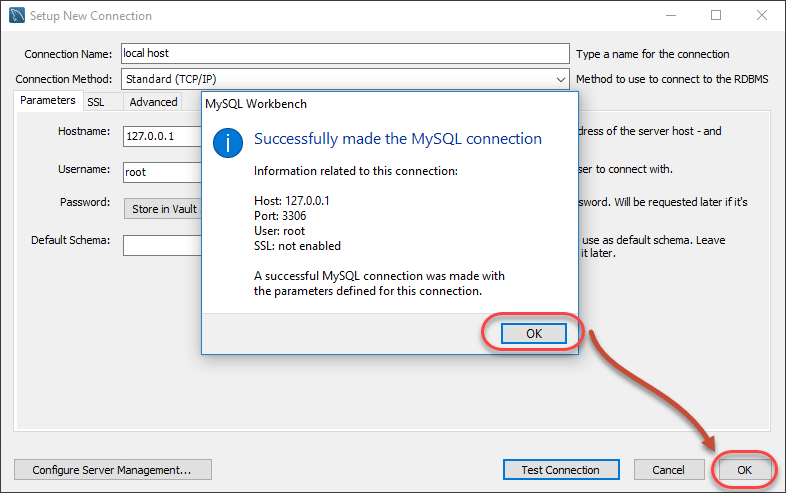 Setup New Connection
Connection Name: local host Type a name for the connection
Connection Method: Standard (TCP/IP) Method to use to connect to the RDBMS
Parameters SSL Advanced
MySQL Workbench
Hostname: 127.0.0.1 dress of the server host - and
Successfully made the MySQL connection
Information related to this connection:
Username: root ser to connect with.
Password: Store in Vault sword. Will be requested later if it's
Host: 127.0.0.1
Port: 3306
User: root
SSL: not enabled
Default Schema: use as default schema. Leave
it later.
A successful MySQL connection was made with
the parameters defined for this connection.
OK
Configure Server Management... Test Connection Cancel OK